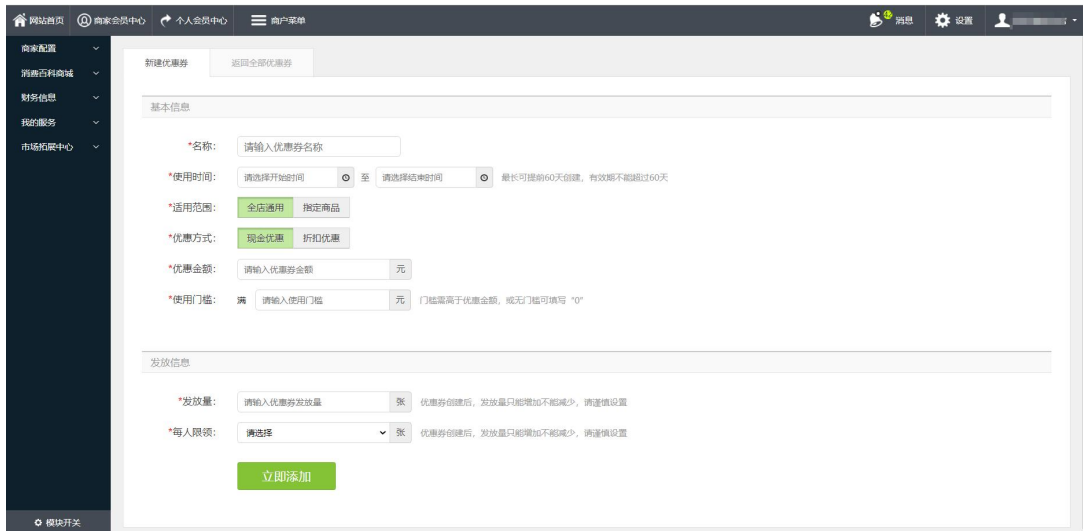 网站首页 商家会员中心 个人会员中心 商户菜单 消息 设置
商家配置
消费百科商城
财务信息
我的服务
市场拓展中心
新建优惠券 返回全部优惠券
基本信息
*名称: 请输入优惠券名称
*使用时间: 请选择开始时间 至 请选择结束时间 最长可提前60天创建，有效期不能超过60天
*适用范围: 全店通用 指定商品
*优惠方式: 现金优惠 折扣优惠
*优惠金额: 请输入优惠券金额 元
*使用门槛: 满 请输入使用门槛 元 门槛需高于优惠金额，或无门槛可填写 "0"
发放信息
*发放量: 请输入优惠券发放量 张 优惠券创建后，发放量只能增加不能减少，请谨慎设置
*每人限领: 请选择 张 优惠券创建后，发放量只能增加不能减少，请谨慎设置
立即添加
模块开关